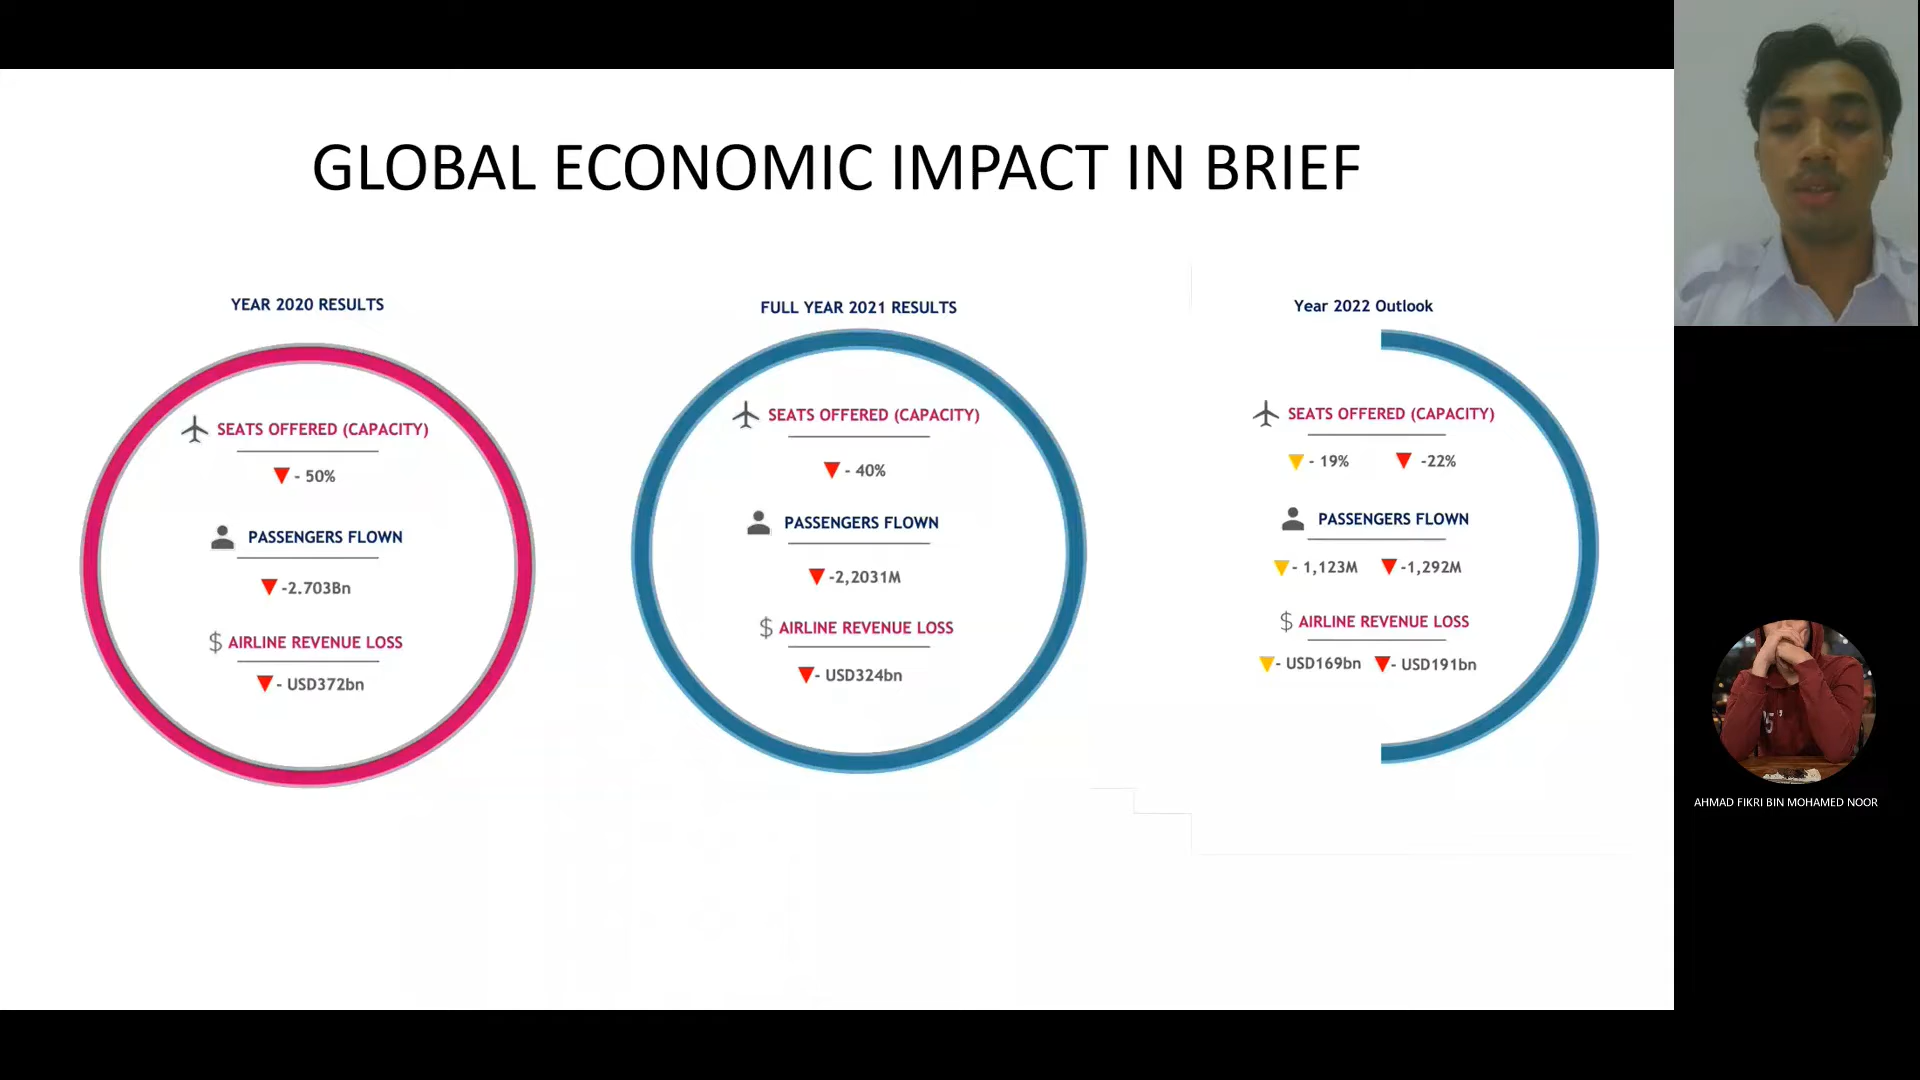 GLOBAL ECONOMIC IMPACT IN BRIEF
YEAR 2020 RESULTS
SEATS OFFERED (CAPACITY)
- 50%
PASSENGERS FLOWN
-2.703Bn
$ AIRLINE REVENUE LOSS
- USD372bn
FULL YEAR 2021 RESULTS
SEATS OFFERED (CAPACITY)
- 40%
PASSENGERS FLOWN
-2,2031M
$ AIRLINE REVENUE LOSS
- USD324bn
Year 2022 Outlook
SEATS OFFERED (CAPACITY)
- 19% -22%
PASSENGERS FLOWN
- 1,123M -1,292M
$ AIRLINE REVENUE LOSS
- USD169bn - USD191bn
AHMAD FIKRI BIN MOHAMED NOOR